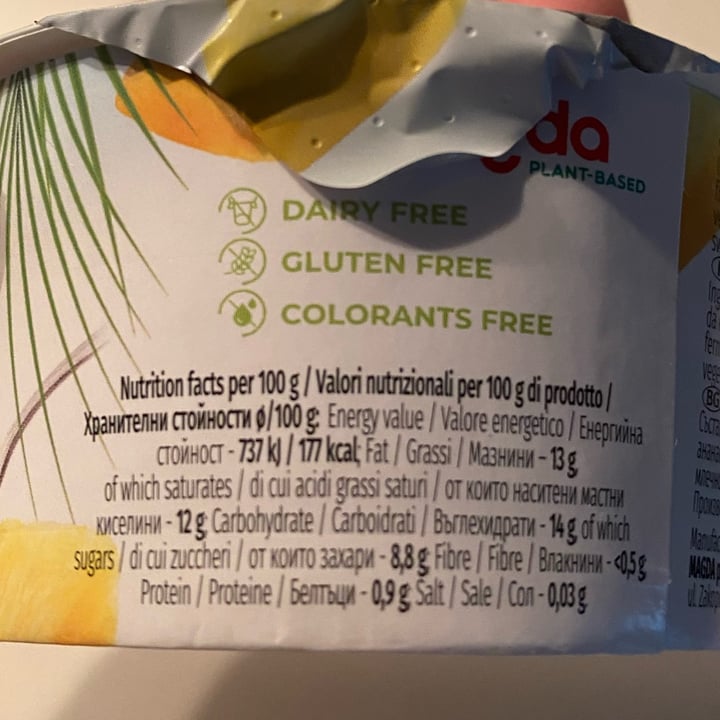 da
PLANT-BASED
DAIRY FREE
GLUTEN FREE
COLORANTS FREE
Nutrition facts per 100 g / Valori nutrizionali per 100 g di prodotto /
Хранителни стойности ø/100 g: Energy value / Valore energetico / Енергийна
стойност - 737 kJ / 177 kcal; Fat / Grassi / Мазнини - 13 g
of which saturates / di cui acidi grassi saturi / от които наситени мастни
киселини - 12 g; Carbohydrate / Carboidrati / Въглехидрати - 14 g of which
sugars / di cui zuccheri / от които захари - 8,8 g; Fibre / Fibre / Влакнини - <0,5 g
Protein / Proteine / Белтъци - 0,9 g; Salt / Sale / Сол - 0,03 g
BG
MAGDA
ul.